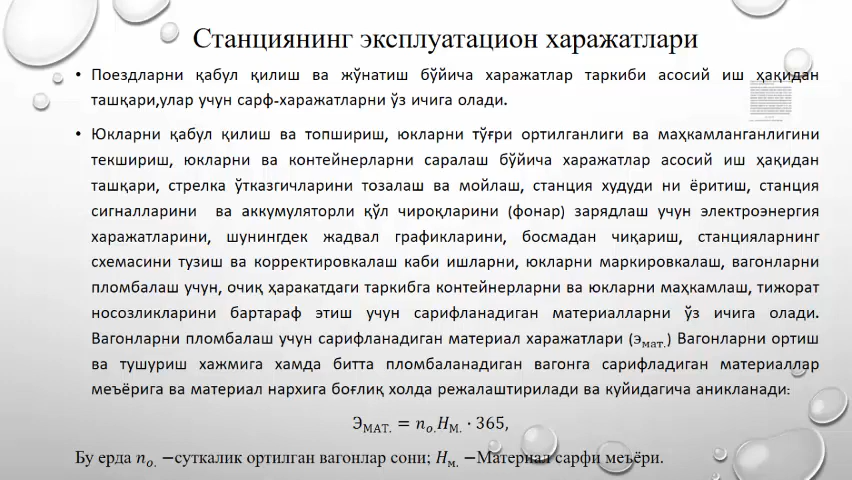 Станциянинг эксплуатацион харажатлари
• Поездларни қабул қилиш ва жўнатиш бўйича харажатлар таркиби асосий иш ҳақидан
ташқари,улар учун сарф-харажатларни ўз ичига олади.
• Юкларни қабул қилиш ва топшириш, юкларни тўғри ортилганлиги ва маҳкамланганлигини
текшириш, юкларни ва контейнерларни саралаш бўйича харажатлар асосий иш ҳақидан
ташқари, стрелка ўтказгичларини тозалаш ва мойлаш, станция худуди ни ёритиш, станция
сигналларини ва аккумуляторли қўл чироқларини (фонар) зарядлаш учун электроэнергия
харажатларини, шунингдек жадвал графикларини, босмадан чиқариш, станцияларнинг
схемасини тузиш ва корректировкалаш каби ишларни, юкларни маркировкалаш, вагонларни
пломбалаш учун, очиқ ҳаракатдаги таркибга контейнерларни ва юкларни маҳкамлаш, тижорат
носозликларини бартараф этиш учун сарифланадиган материалларни ўз ичига олади.
Вагонларни пломбалаш учун сарифланадиган материал харажатлари (эмат.) Вагонларни ортиш
ва тушуриш хажмига хамда битта пломбаланадиган вагонга сарифладиган материаллар
меъёрига ва материал нархига боғлиқ холда режалаштирилади ва куйидагича аникланади:
Эмат. = nо.Нм. · 365,
Бу ерда nо. −суткалик ортилган вагонлар сони; Нм. −Материал сарфи меъёри.